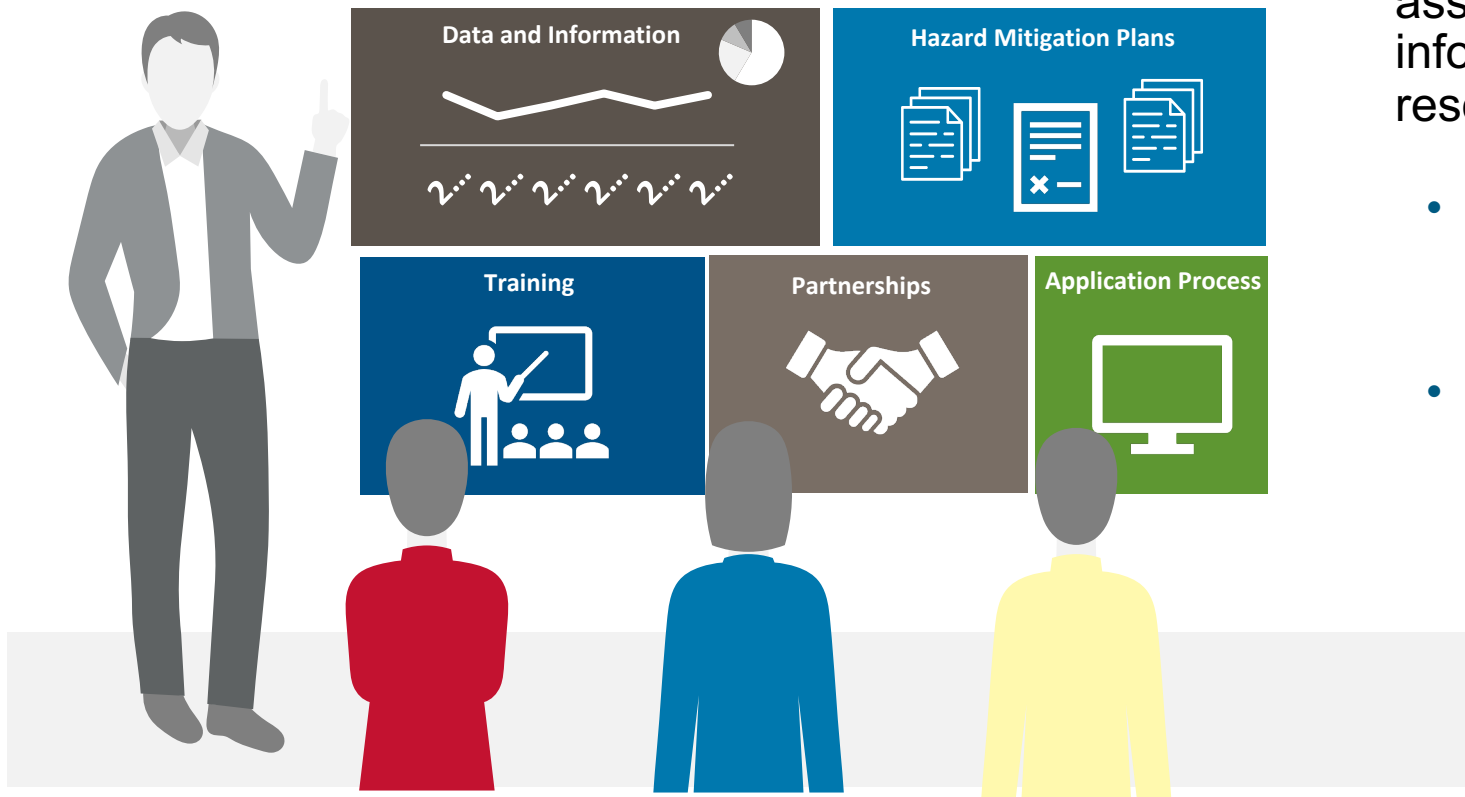 Data and Information
Hazard Mitigation Plans
Training
Partnerships
Application Process